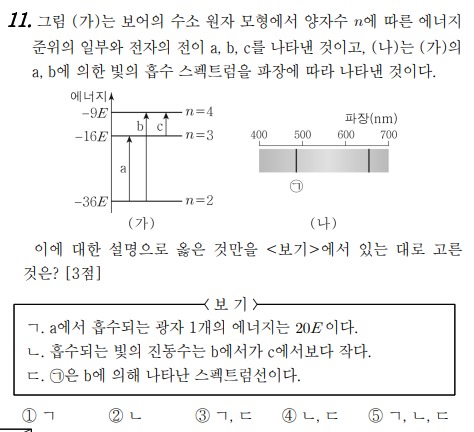 11. 그림 (가)는 보어의 수소 원자 모형에서 양자수 n에 따른 에너지
준위의 일부와 전자의 전이 a, b, c를 나타낸 것이고, (나)는 (가)의
a, b에 의한 빛의 흡수 스펙트럼을 파장에 따라 나타낸 것이다.
에너지
-9E n=4
b c
-16E n=3
a
-36E n=2
(가)
파장(nm)
400 500 600 700
㉠
(나)
이에 대한 설명으로 옳은 것만을 <보기>에서 있는 대로 고른
것은? [3점]
<보 기>
ㄱ. a에서 흡수되는 광자 1개의 에너지는 20E이다.
ㄴ. 흡수되는 빛의 진동수는 b에서가 c에서보다 작다.
ㄷ. ㉠은 b에 의해 나타난 스펙트럼선이다.
① ㄱ ② ㄴ ③ ㄱ, ㄷ ④ ㄴ, ㄷ ⑤ ㄱ, ㄴ, ㄷ